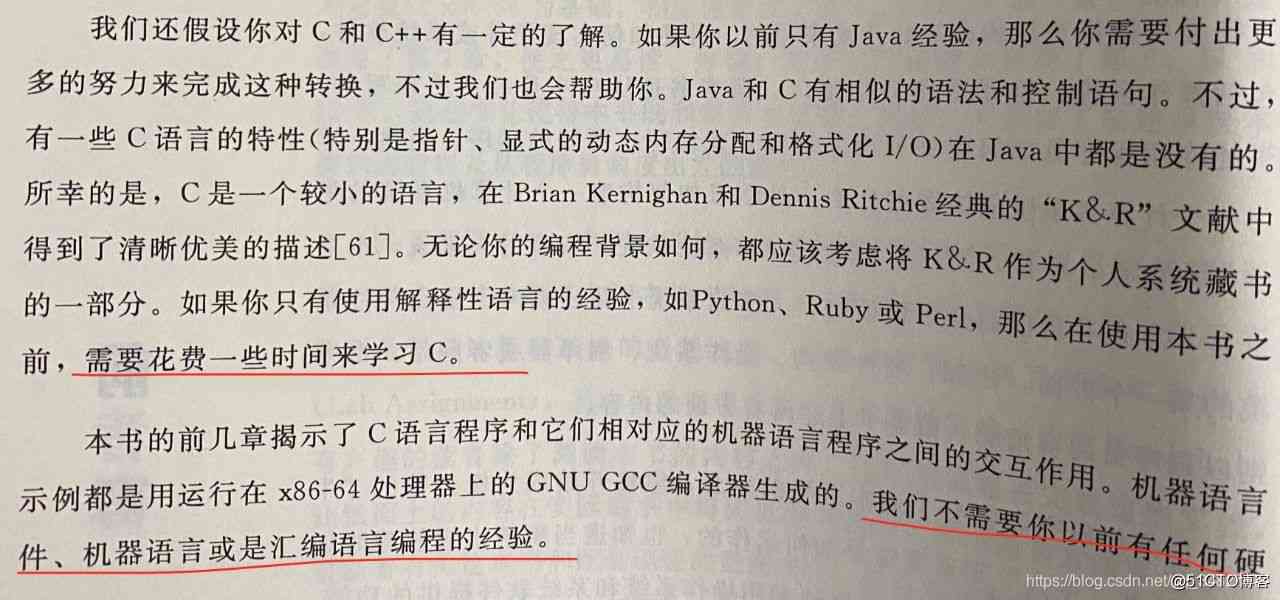 我们还假设你对 C 和 C++有一定的了解。如果你以前只有 Java 经验，那么你需要付出更
多的努力来完成这种转换，不过我们也会帮助你。Java 和 C 有相似的语法和控制语句。不过，
有一些 C 语言的特性(特别是指针、显式的动态内存分配和格式化 I/O)在 Java 中都是没有的。
所幸的是，C 是一个较小的语言，在 Brian Kernighan 和 Dennis Ritchie 经典的“K&R”文献中
得到了清晰优美的描述[61]。无论你的编程背景如何，都应该考虑将 K&R 作为个人系统藏书
的一部分。如果你只有使用解释性语言的经验，如Python、Ruby 或 Perl，那么在使用本书之
前，需要花费一些时间来学习 C。
本书的前几章揭示了 C 语言程序和它们相对应的机器语言程序之间的交互作用。机器语言
示例都是用运行在 x86-64 处理器上的 GNU GCC 编译器生成的。我们不需要你以前有任何硬
件、机器语言或是汇编语言编程的经验。
https://blog.csdn.net/
@51CTO博客